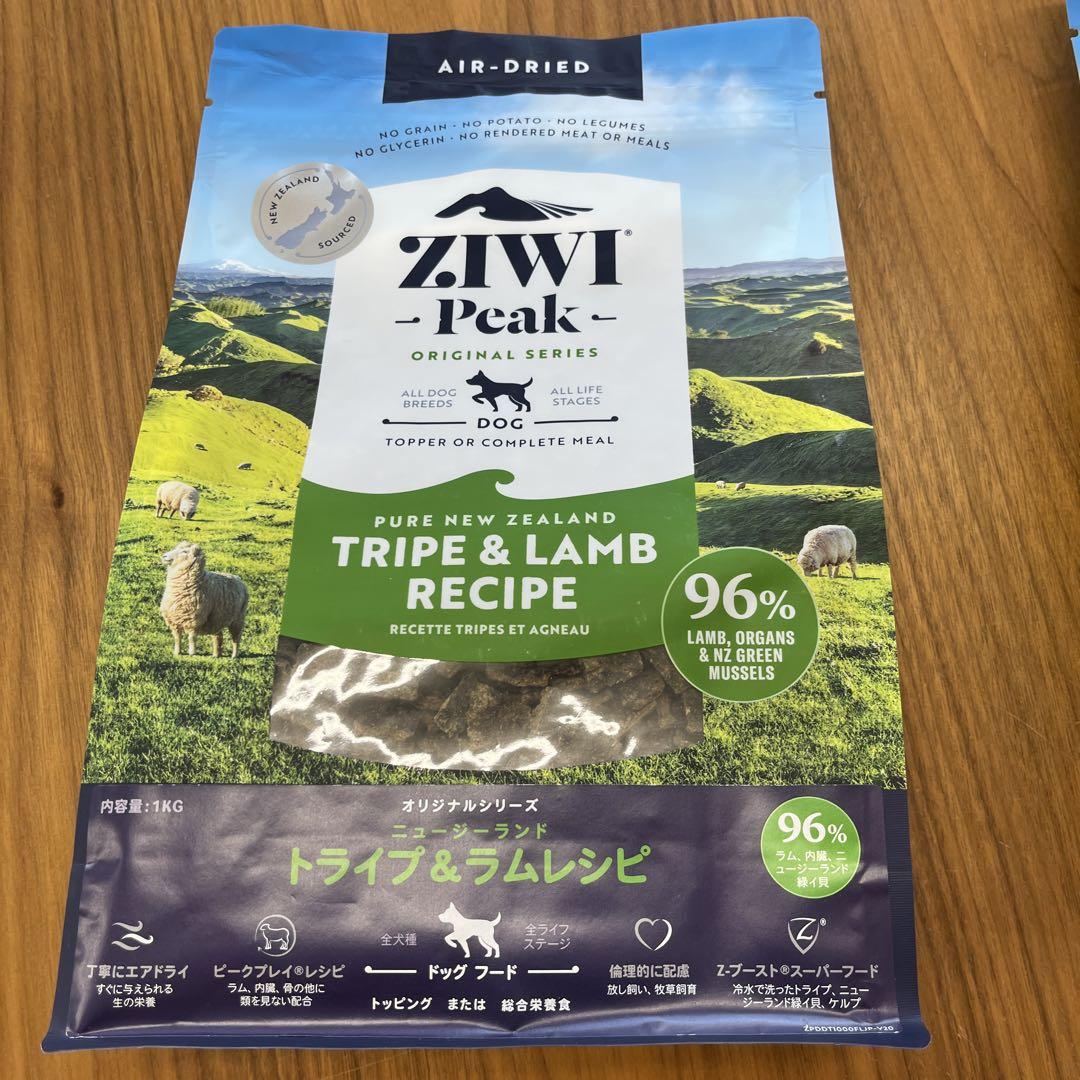 AIR-DRIED
NO GRAIN · NO POTATO · NO LEGUMES
NO GLYCERIN · NO RENDERED MEAT OR MEALS
NEW ZEALAND
SOURCED
ZIWI®
- Peak -
ORIGINAL SERIES
ALL DOG
BREEDS
ALL LIFE
STAGES
DOG
TOPPER OR COMPLETE MEAL
PURE NEW ZEALAND
TRIPE & LAMB
RECIPE
RECETTE TRIPES ET AGNEAU
96%
LAMB, ORGANS
& NZ GREEN
MUSSELS
内容量:1KG
オリジナルシリーズ
ニュージーランド
トライプ&ラムレシピ
96%
ラム、内臓、ニ
ュージーランド
緑イ貝
丁寧にエアドライ
すぐに与えられる
生の栄養
ピークプレイ®レシピ
ラム、内臓、骨の他に
類を見ない配合
全犬種
全ライフ
ステージ
ドッグ フード
トッピング または 総合栄養食
倫理的に配慮
放し飼い、牧草飼育
Z-ブースト®スーパーフード
冷水で洗ったトライプ、ニュー
ジーランド緑イ貝、ケルプ
ZPDDT1000FLJP-V20